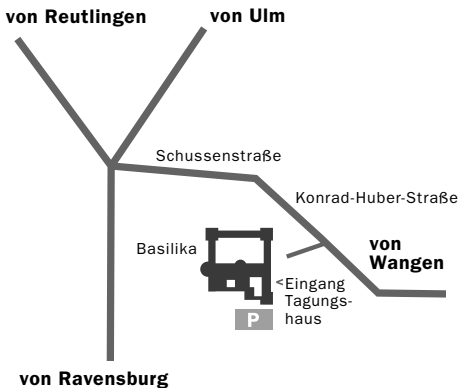 von Reutlingen
von Ulm
Schussenstraße
Konrad-Huber-Straße
Basilika
von
Wangen
<Eingang
Tagungs-
haus
P
von Ravensburg